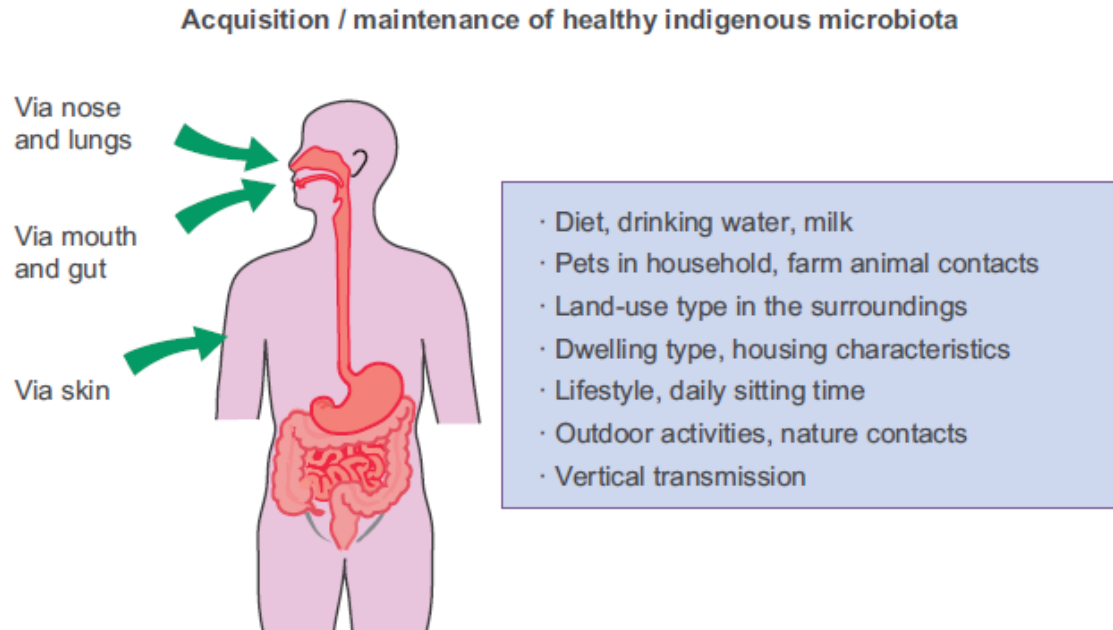 Acquisition / maintenance of healthy indigenous microbiota
Via nose
and lungs
Via mouth
and gut
Via skin
· Diet, drinking water, milk
· Pets in household, farm animal contacts
· Land-use type in the surroundings
· Dwelling type, housing characteristics
· Lifestyle, daily sitting time
· Outdoor activities, nature contacts
· Vertical transmission